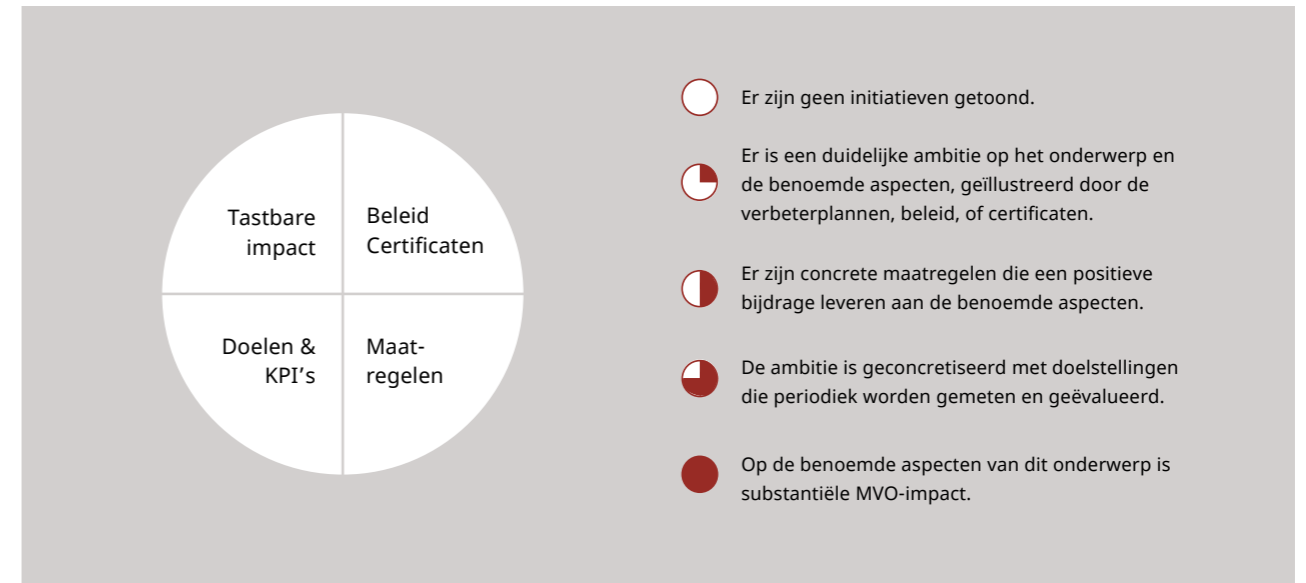 Tastbare
impact
Beleid
Certificaten
Doelen &
KPI’s
Maat-
regelen
Er zijn geen initiatieven getoond.
Er is een duidelijke ambitie op het onderwerp en
de benoemde aspecten, geïllustreerd door de
verbeterplannen, beleid, of certificaten.
Er zijn concrete maatregelen die een positieve
bijdrage leveren aan de benoemde aspecten.
De ambitie is geconcretiseerd met doelstellingen
die periodiek worden gemeten en geëvalueerd.
Op de benoemde aspecten van dit onderwerp is
substantiële MVO-impact.